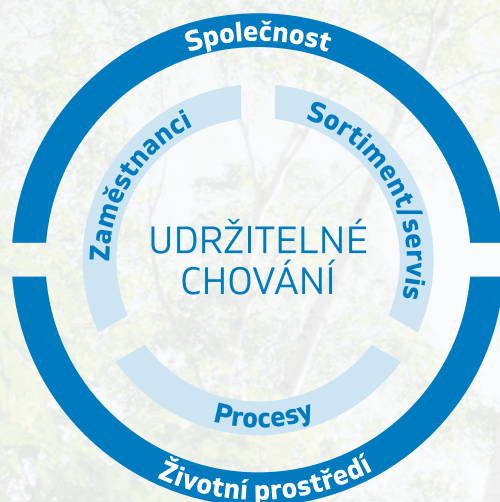 Společnost
Zaměstnanci
Sortiment/servis
UDRŽITELNÉ
CHOVÁNÍ
Procesy
Životní prostředí